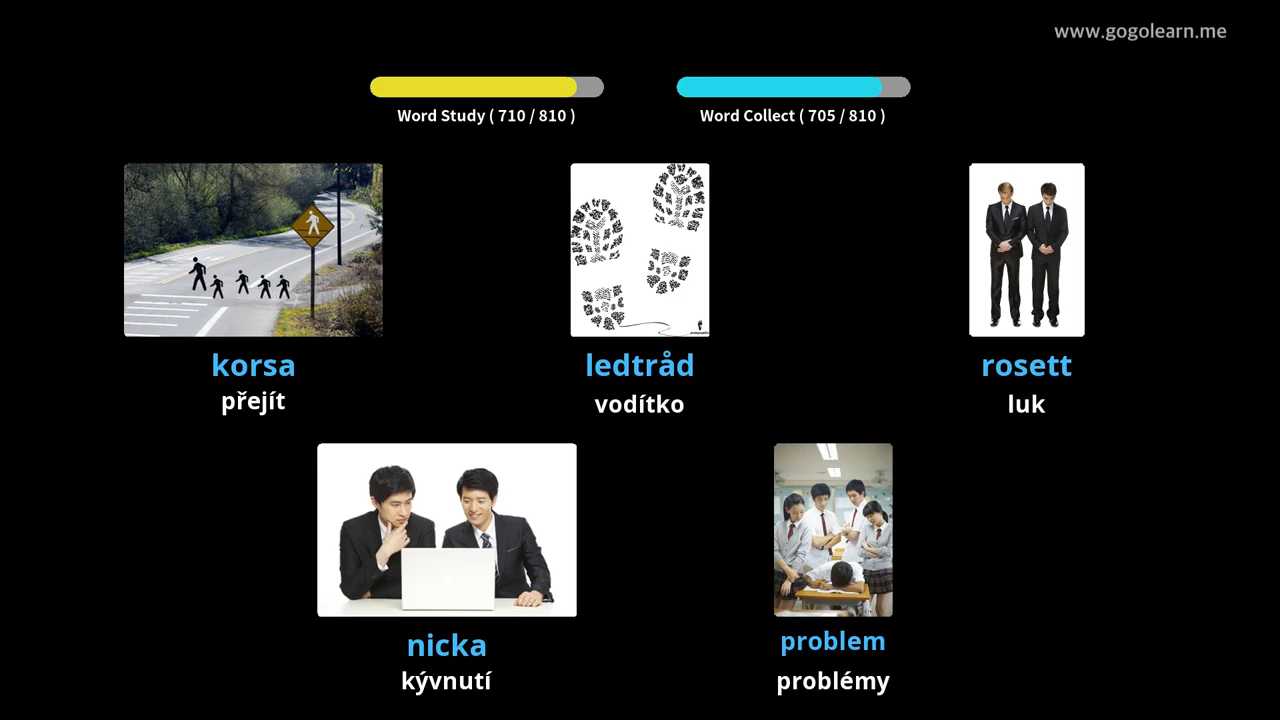 www.gogolearn.me
Word Study ( 710 / 810 )
Word Collect ( 705 / 810 )
korsa
přejít
ledtråd
vodítko
rosett
luk
nicka
kývnutí
problem
problémy